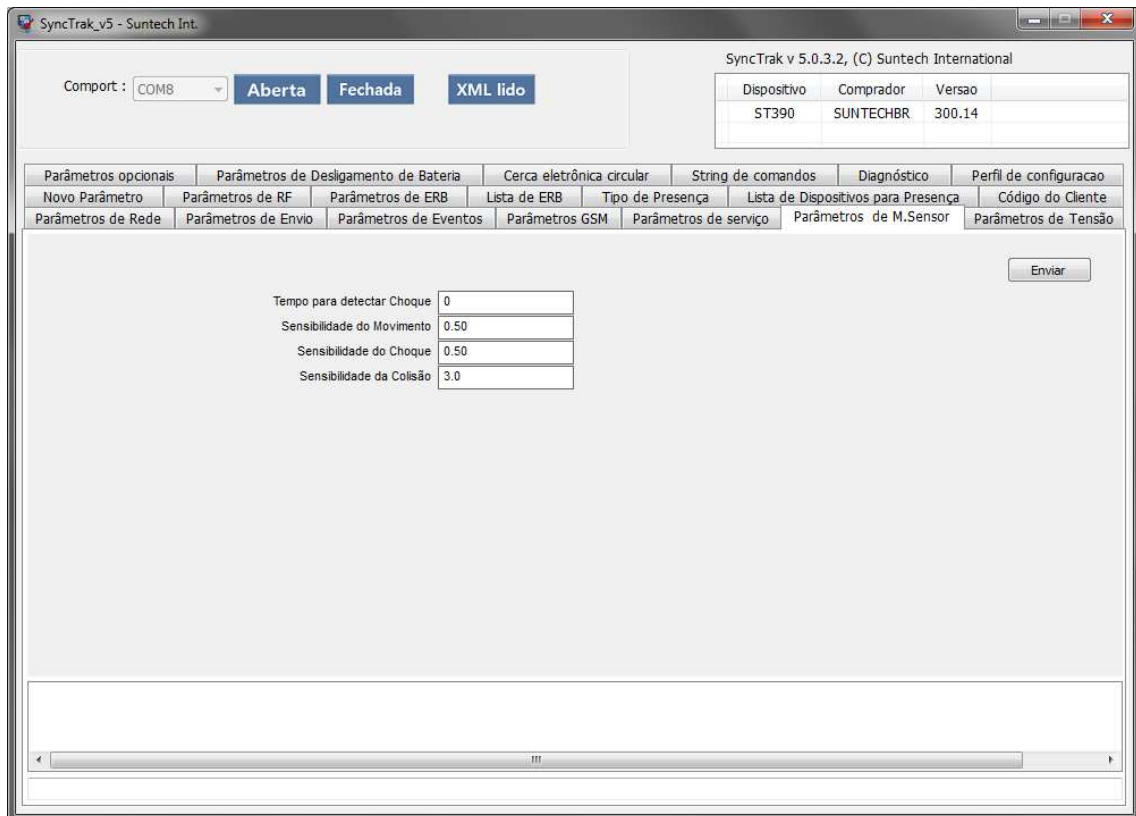 SyncTrak_v5 - Suntech Int.
SyncTrak v 5.0.3.2, (C) Suntech International
Comport : COM8 Aberta Fechada XML lido
Dispositivo Comprador Versao
ST390 SUNTECHBR 300.14
Parâmetros opcionais Parâmetros de Desligamento de Bateria Cerca eletrônica circular String de comandos Diagnóstico Perfil de configuracao
Novo Parâmetro Parâmetros de RF Parâmetros de ERB Lista de ERB Tipo de Presença Lista de Dispositivos para Presença Código do Cliente
Parâmetros de Rede Parâmetros de Envio Parâmetros de Eventos Parâmetros GSM Parâmetros de serviço Parâmetros de M.Sensor Parâmetros de Tensão
Enviar
Tempo para detectar Choque 0
Sensibilidade do Movimento 0.50
Sensibilidade do Choque 0.50
Sensibilidade da Colisão 3.0